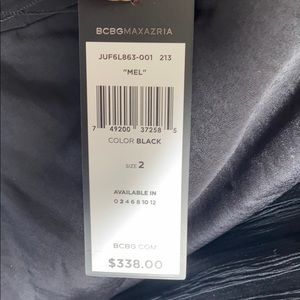 BCBGMAXAZRIA
JUF6L863-001 213
"MEL"
7 49200 37258 5
COLOR BLACK
SIZE 2
AVAILABLE IN
0 2 4 6 8 10 12
BCBG.COM
$338.00